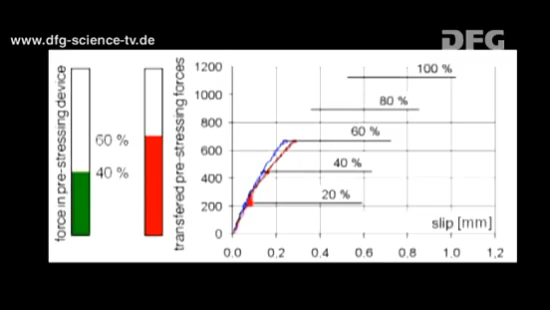 www.dfg-science-tv.de
DFG
force in pre-stressing device
60 %
40 %
transfered pre-stressing forces
1200
1000
800
600
400
200
0
100 %
80 %
60 %
40 %
20 %
slip [mm]
0.0 0.2 0.4 0.6 0.8 1.0 1,2